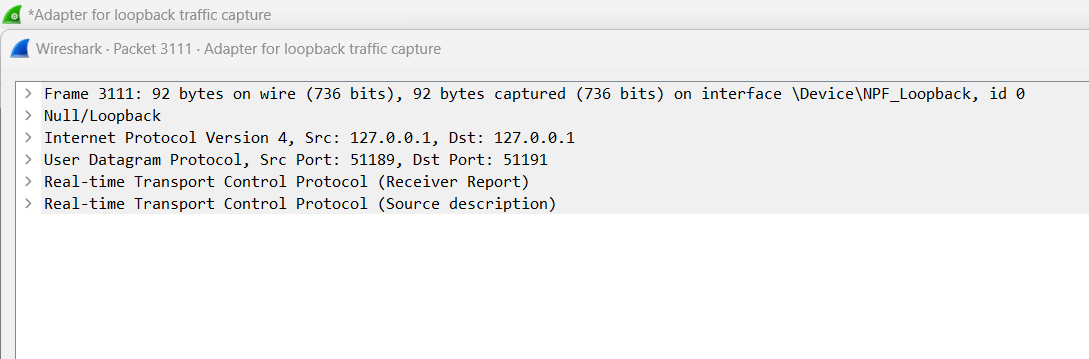 *Adapter for loopback traffic capture
Wireshark · Packet 3111 · Adapter for loopback traffic capture
Frame 3111: 92 bytes on wire (736 bits), 92 bytes captured (736 bits) on interface \Device\NPF_Loopback, id 0
Null/Loopback
Internet Protocol Version 4, Src: 127.0.0.1, Dst: 127.0.0.1
User Datagram Protocol, Src Port: 51189, Dst Port: 51191
Real-time Transport Control Protocol (Receiver Report)
Real-time Transport Control Protocol (Source description)